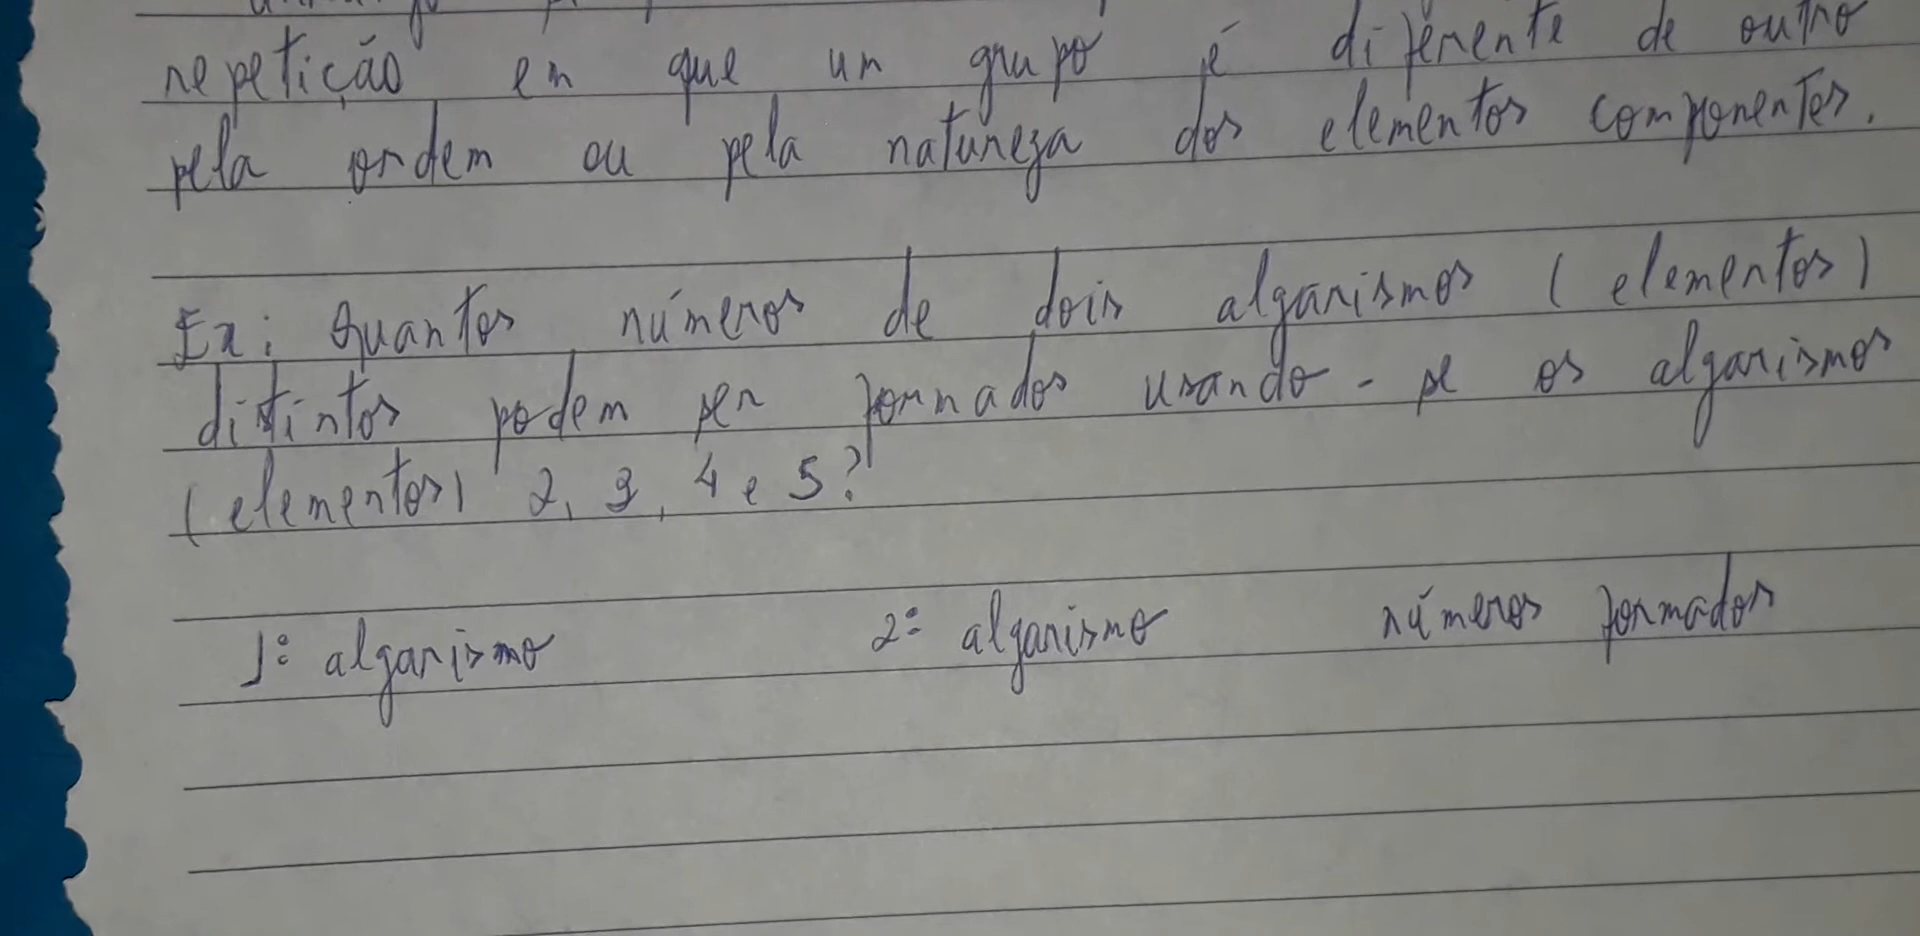 repetição em que um grupo é diferente de outro
pela ordem ou pela natureza dos elementos componentes.
Ex: Quantos números de dois algarismos (elementos)
distintos podem ser formados usando-se os algarismos
(elementos) 2, 3, 4 e 5?
1º algarismo 2º algarismo números formados